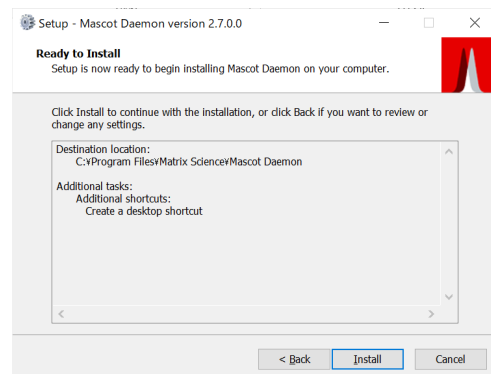 Setup - Mascot Daemon version 2.7.0.0
Ready to Install
Setup is now ready to begin installing Mascot Daemon on your computer.
Click Install to continue with the installation, or click Back if you want to review or
change any settings.
Destination location:
C:¥Program Files¥Matrix Science¥Mascot Daemon
Additional tasks:
Additional shortcuts:
Create a desktop shortcut
< Back
Install
Cancel